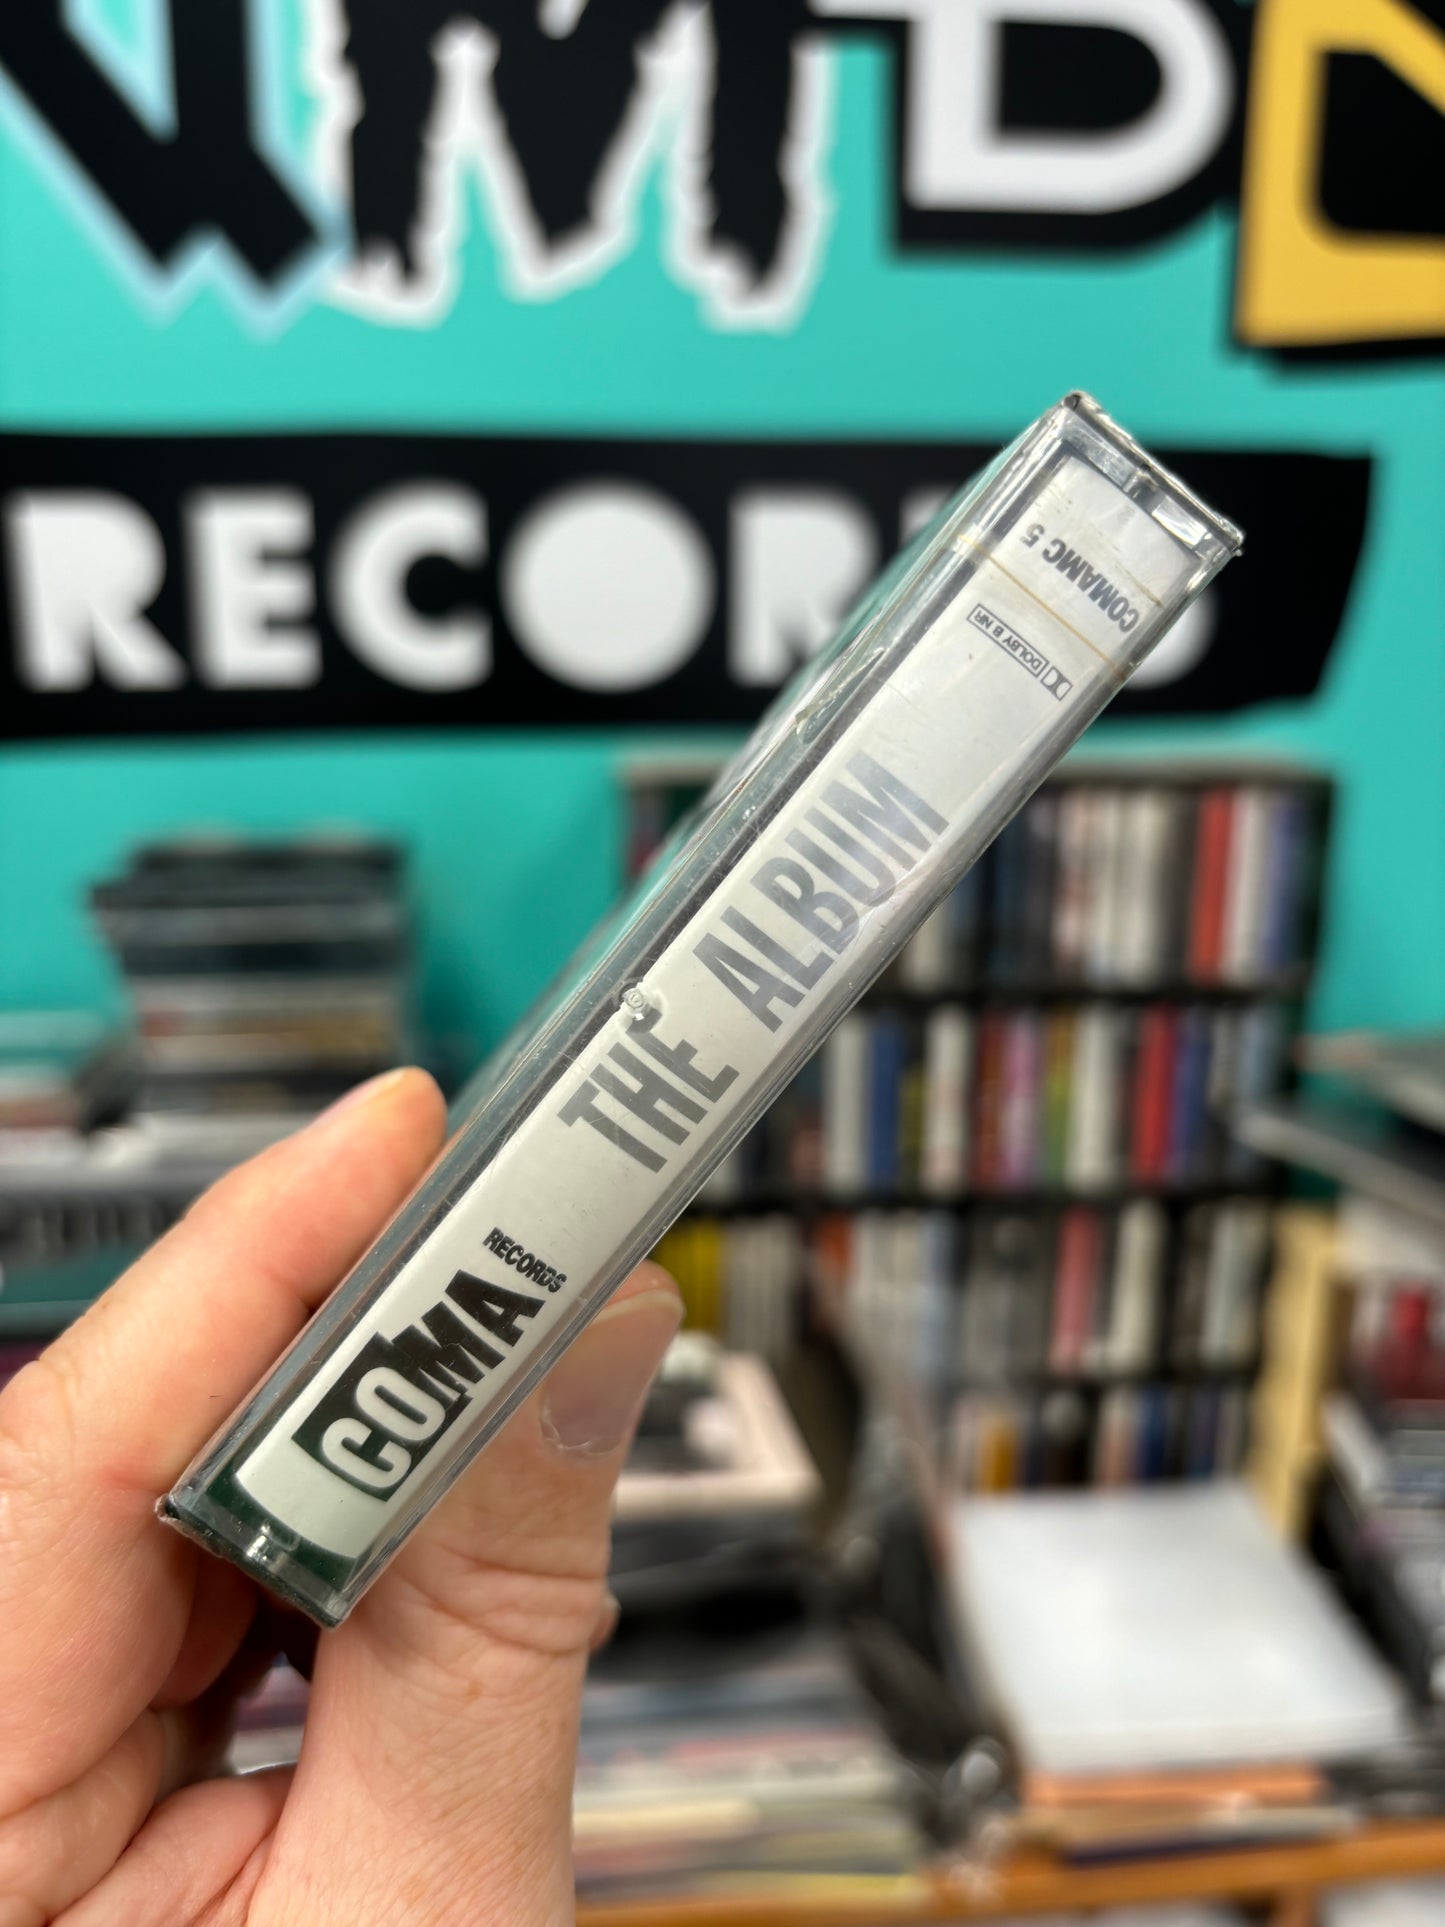 RECORDS
COMA
RECORDS
THE ALBUM
DOLBY B NR
COMAMC 5